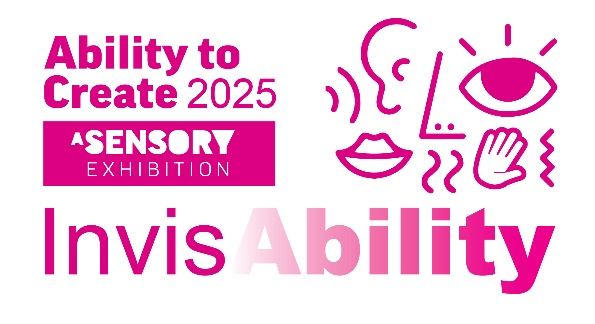 Ability to
Create 2025
A SENSORY
EXHIBITION
InvisAbility